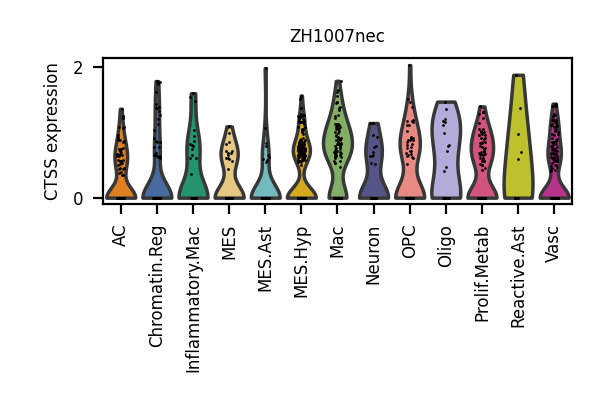 ZH1007nec
CTSS expression
2
0
AC
Chromatin.Reg
Inflammatory.Mac
MES
MES.Ast
MES.Hyp
Mac
Neuron
OPC
Oligo
Prolif.Metab
Reactive.Ast
Vasc